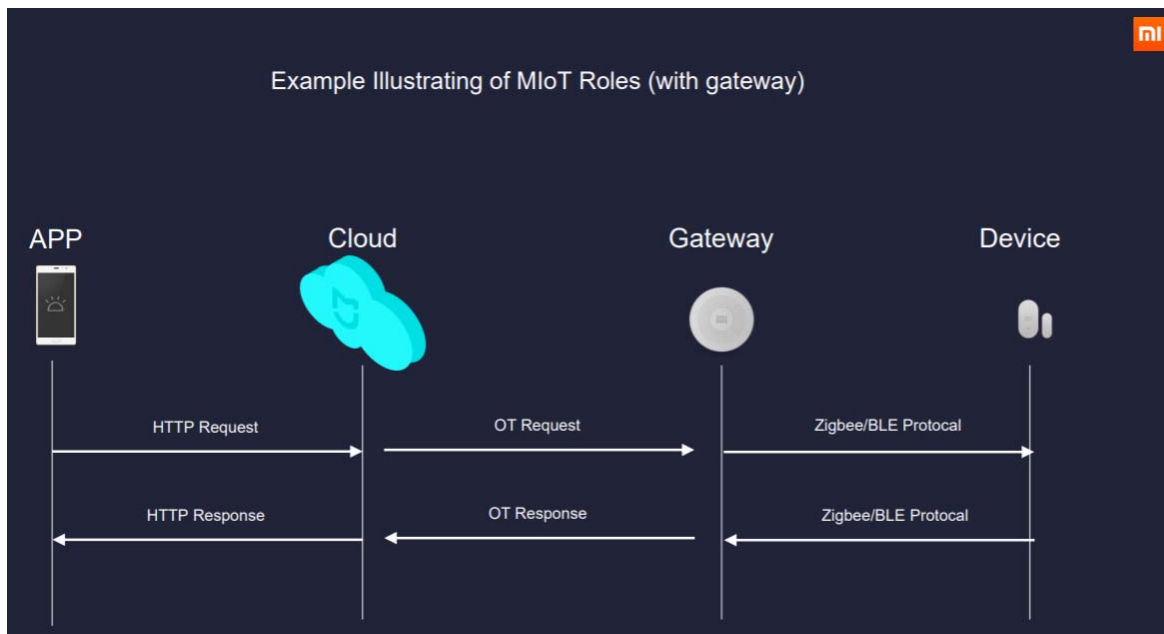 mi
Example Illustrating of MIoT Roles (with gateway)
APP
Cloud
Gateway
Device
HTTP Request
OT Request
Zigbee/BLE Protocal
HTTP Response
OT Response
Zigbee/BLE Protocal